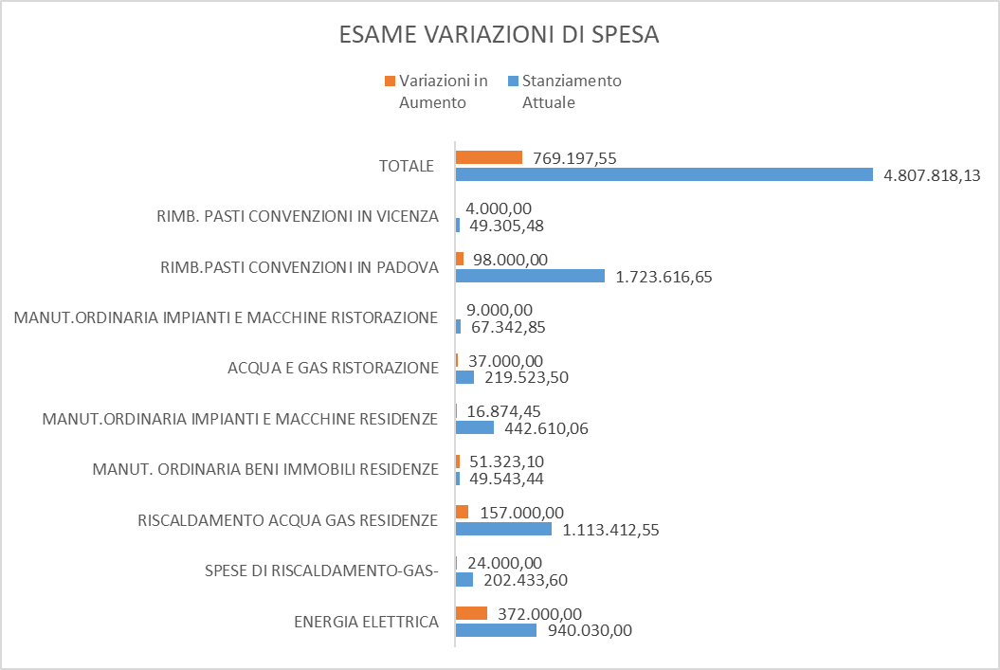 ESAME VARIAZIONI DI SPESA
Variazioni in
Aumento
Stanziamento
Attuale
TOTALE
769.197,55
4.807.818,13
RIMB. PASTI CONVENZIONI IN VICENZA
4.000,00
49.305,48
RIMB.PASTI CONVENZIONI IN PADOVA
98.000,00
1.723.616,65
MANUT.ORDINARIA IMPIANTI E MACCHINE RISTORAZIONE
9.000,00
67.342,85
ACQUA E GAS RISTORAZIONE
37.000,00
219.523,50
MANUT.ORDINARIA IMPIANTI E MACCHINE RESIDENZE
16.874,45
442.610,06
MANUT. ORDINARIA BENI IMMOBILI RESIDENZE
51.323,10
49.543,44
RISCALDAMENTO ACQUA GAS RESIDENZE
157.000,00
1.113.412,55
SPESE DI RISCALDAMENTO-GAS-
24.000,00
202.433,60
ENERGIA ELETTRICA
372.000,00
940.030,00